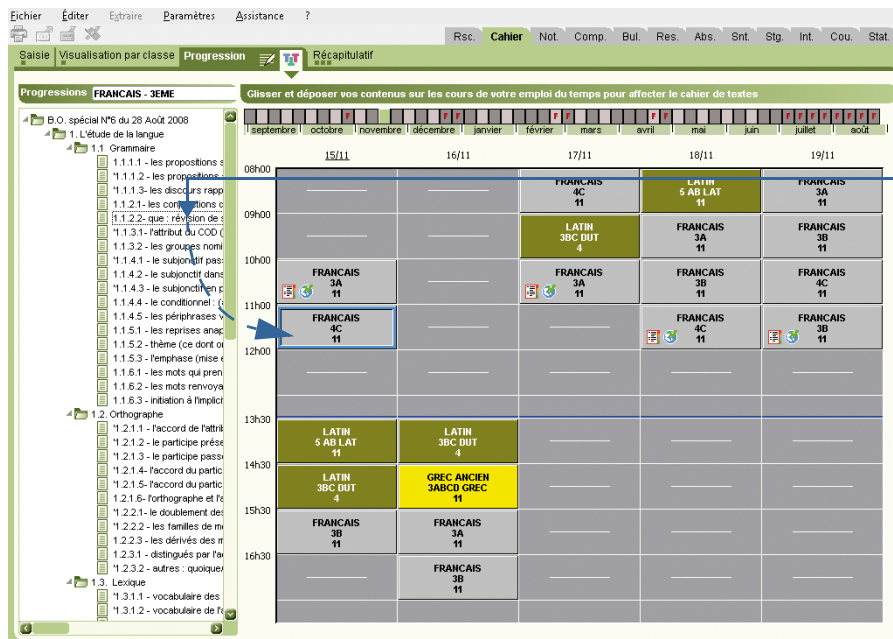 Fichier Éditer Extraire Paramètres Assistance ?
Rsc. Cahier Not. Comp. Bul. Res. Abs. Snt. Stg. Int. Cou. Stat.
Saisie Visualisation par classe Progression Récapitulatif
Progressions FRANCAIS - 3EME
Glisser et déposer vos contenus sur les cours de votre emploi du temps pour affecter le cahier de textes
B.O. spécial N°6 du 28 Août 2008
1. L'étude de la langue
1.1 Grammaire
1.1.1.1 - les propositions s
*1.1.1.2 - les propositions
*1.1.1.3- les discours rapp
1.1.2.1- les conjonctions c
1.1.2.2- que : révision de s
*1.1.3.1- l'attribut du COD (
1.1.3.2 - les groupes nomi
*1.1.4.1 - le subjonctif pas
1.1.4.2 - le subjonctif dans
*1.1.4.3 - le subjonctif en p
1.1.4.4 - le conditionnel : (a
1.1.4.5 - les périphrases v
1.1.5.1 - les reprises anap
1.1.5.2 - thème (ce dont o
1.1.5.3 - l'emphase (mise e
1.1.6.2 - les mots qui pren
1.1.6.2 - les mots renvoya
1.1.6.3 - initiation à l'implici
1.2. Orthographe
*1.2.1.1 - l'accord de l'attrib
*1.2.1.2 - le participe prése
*1.2.1.3 - le participe pass
*1.2.1.4- l'accord du partic
*1.2.1.5- l'accord du partic
1.2.1.6- l'orthographe et l'a
*1.2.2.1- le doublement des
*1.2.2.2 - les familles de m
1.2.2.3 - les dérivés des m
1.2.3.1 - distingués par l'a
*1.2.3.2 - autres : quoique
1.3. Lexique
*1.3.1.1 - vocabulaire des
*1.3.1.2 - vocabulaire de l'
F F F F F F F F F F F F F F F
septembre octobre novembre décembre janvier février mars avril mai juin juillet août
15/11 16/11 17/11 18/11 19/11
08h00
FRANCAIS
4C
11
LATIN
5 AB LAT
11
FRANCAIS
3A
11
09h00
LATIN
3BC DUT
4
FRANCAIS
3A
11
FRANCAIS
3B
11
10h00
FRANCAIS
3A
11
FRANCAIS
3A
11
FRANCAIS
3B
11
FRANCAIS
4C
11
11h00
FRANCAIS
4C
11
FRANCAIS
4C
11
FRANCAIS
3B
11
12h00
13h30
LATIN
5 AB LAT
11
LATIN
3BC DUT
4
14h30
LATIN
3BC DUT
4
GREC ANCIEN
3ABCD GREC
11
15h30
FRANCAIS
3B
11
FRANCAIS
3A
11
16h30
FRANCAIS
3B
11